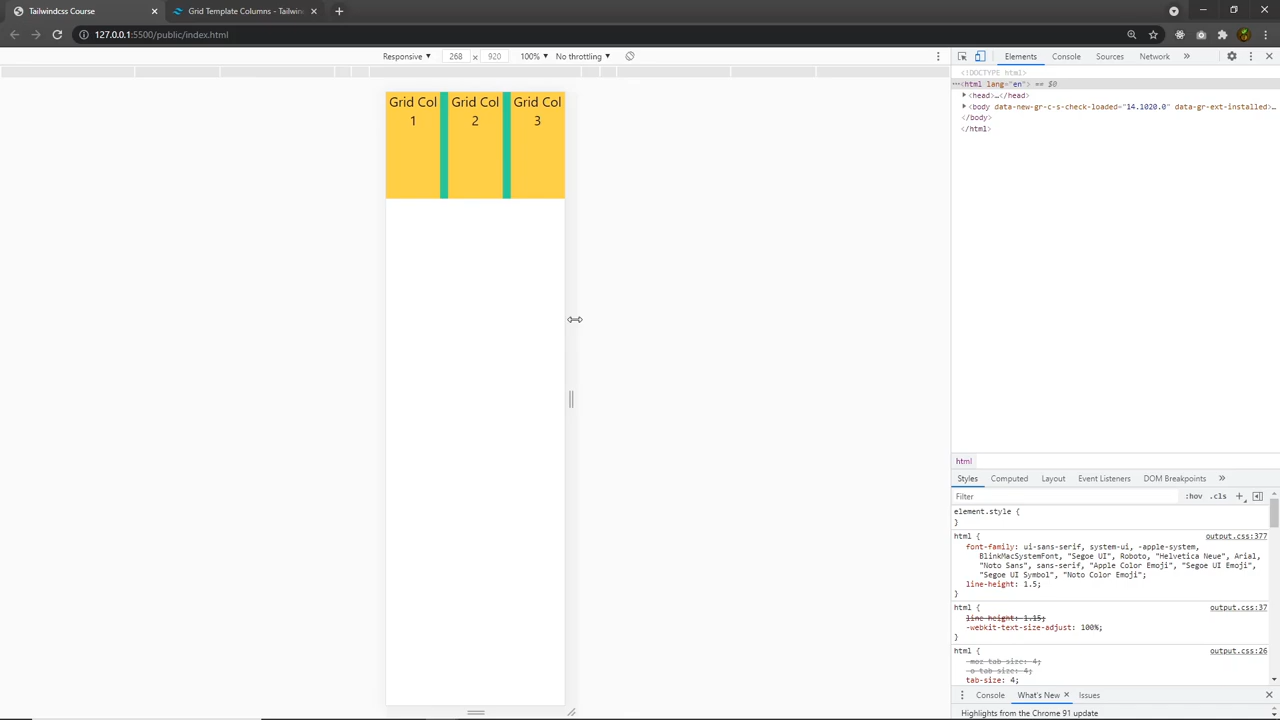 Tailwindcss Course
Grid Template Columns - Tailwin
127.0.0.1:5500/public/index.html
Responsive
268 x 920
100%
No throttling
Elements
Console
Sources
Network
Grid Col 1
Grid Col 2
Grid Col 3
<!DOCTYPE html>
<html lang="en"> == $0
<head>…</head>
<body data-new-gr-c-s-check-loaded="14.1020.0" data-gr-ext-installed>…
</body>
</html>
html
Styles
Computed
Layout
Event Listeners
DOM Breakpoints
Filter
:hov .cls
element.style {
}
html {
output.css:377
font-family: ui-sans-serif, system-ui, -apple-system,
BlinkMacSystemFont, "Segoe UI", Roboto, "Helvetica Neue", Arial,
"Noto Sans", sans-serif, "Apple Color Emoji", "Segoe UI Emoji",
"Segoe UI Symbol", "Noto Color Emoji";
line-height: 1.5;
}
html {
output.css:37
line-height: 1.15;
-webkit-text-size-adjust: 100%;
}
html {
output.css:26
-moz-tab-size: 4;
-o-tab-size: 4;
tab-size: 4;
Console
What's New
Issues
Highlights from the Chrome 91 update